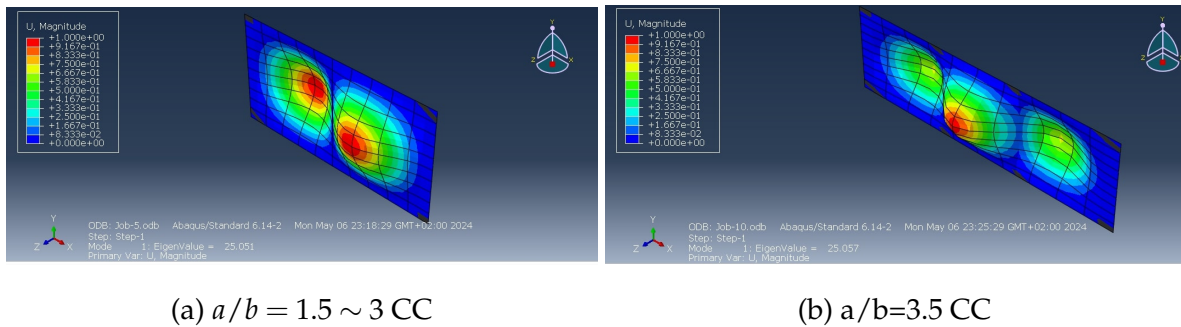 U, Magnitude
+1.000e+00
+9.167e-01
+8.333e-01
+7.500e-01
+6.667e-01
+5.833e-01
+5.000e-01
+4.167e-01
+3.333e-01
+2.500e-01
+1.667e-01
+8.333e-02
+0.000e+00
Y
Z
X
Y
Z
X
ODB: Job-5.odb Abaqus/Standard 6.14-2 Mon May 06 23:18:29 GMT+02:00 2024
Step: Step-1
Mode 1: EigenValue = 25.051
Primary Var: U, Magnitude
(a) a/b = 1.5 ∼ 3 CC
U, Magnitude
+1.000e+00
+9.167e-01
+8.333e-01
+7.500e-01
+6.667e-01
+5.833e-01
+5.000e-01
+4.167e-01
+3.333e-01
+2.500e-01
+1.667e-01
+8.333e-02
+0.000e+00
Y
Z
X
Y
Z
X
ODB: Job-10.odb Abaqus/Standard 6.14-2 Mon May 06 23:25:29 GMT+02:00 2024
Step: Step-1
Mode 1: EigenValue = 25.057
Primary Var: U, Magnitude
(b) a/b=3.5 CC